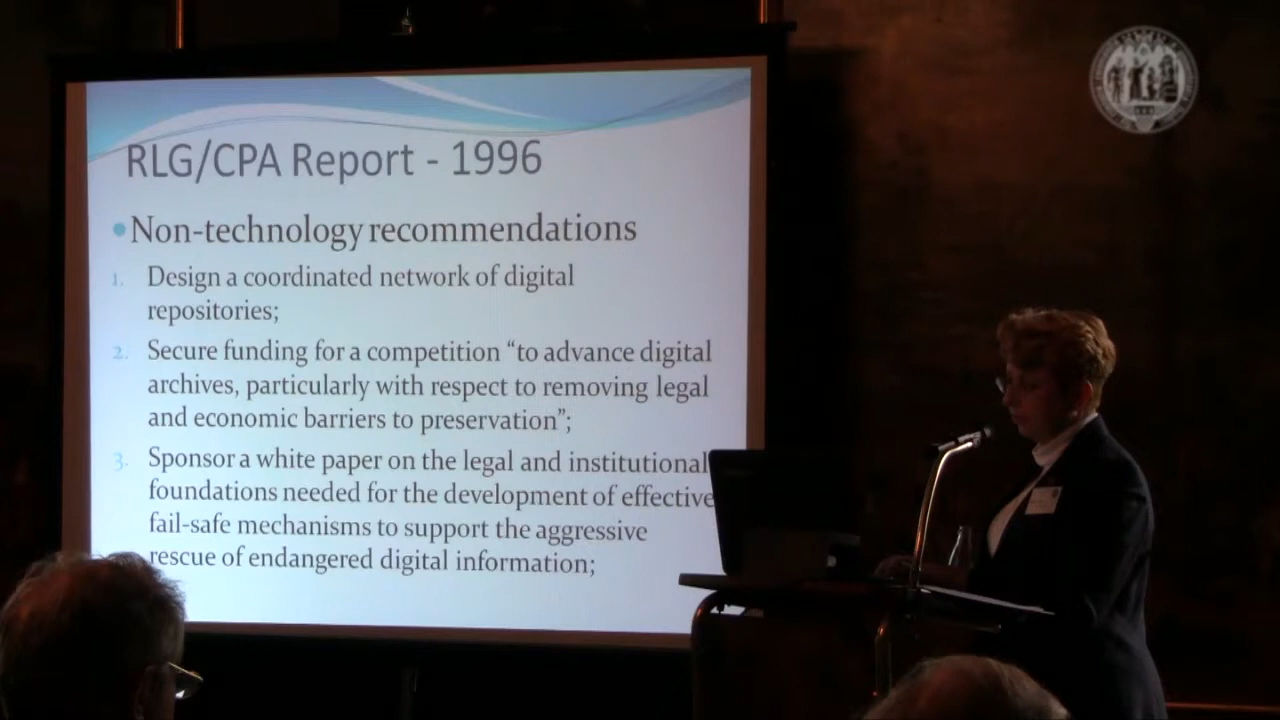 RLG/CPA Report - 1996
•Non-technology recommendations
1. Design a coordinated network of digital
repositories;
2. Secure funding for a competition “to advance digital
archives, particularly with respect to removing legal
and economic barriers to preservation”;
3. Sponsor a white paper on the legal and institutional
foundations needed for the development of effective
fail-safe mechanisms to support the aggressive
rescue of endangered digital information;